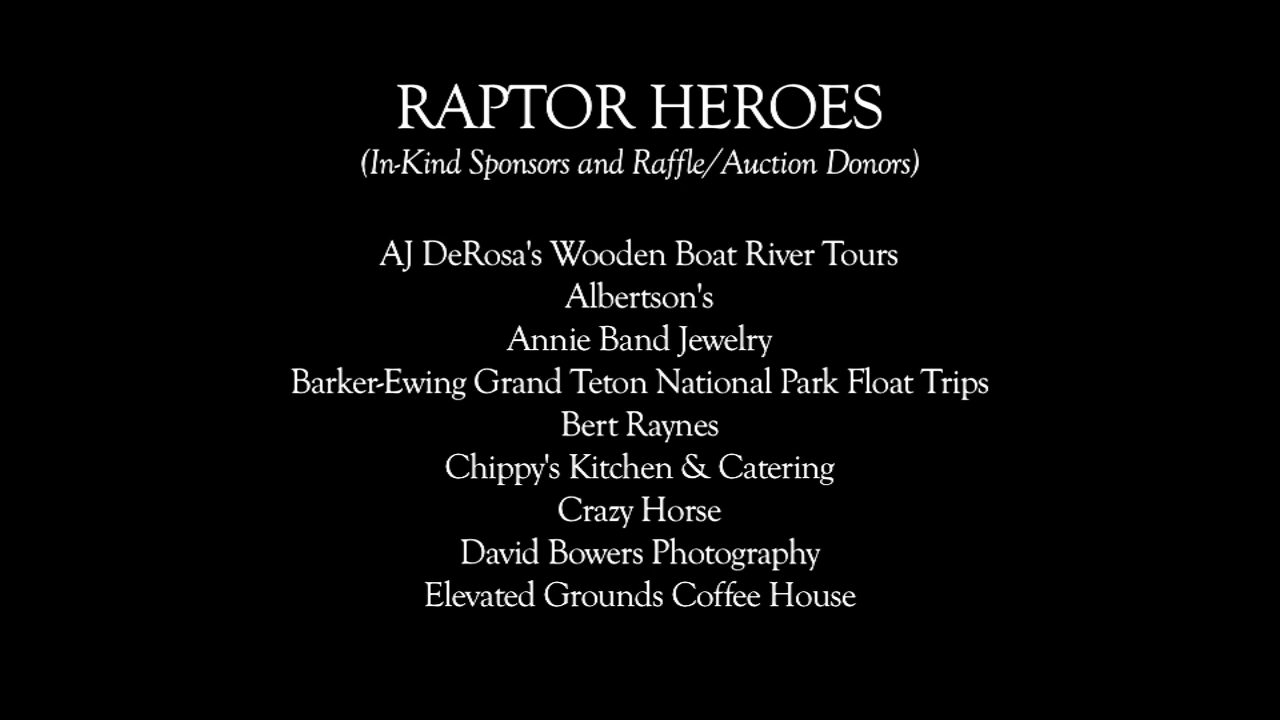 RAPTOR HEROES
(In-Kind Sponsors and Raffle/Auction Donors)
AJ DeRosa's Wooden Boat River Tours
Albertson's
Annie Band Jewelry
Barker-Ewing Grand Teton National Park Float Trips
Bert Raynes
Chippy's Kitchen & Catering
Crazy Horse
David Bowers Photography
Elevated Grounds Coffee House